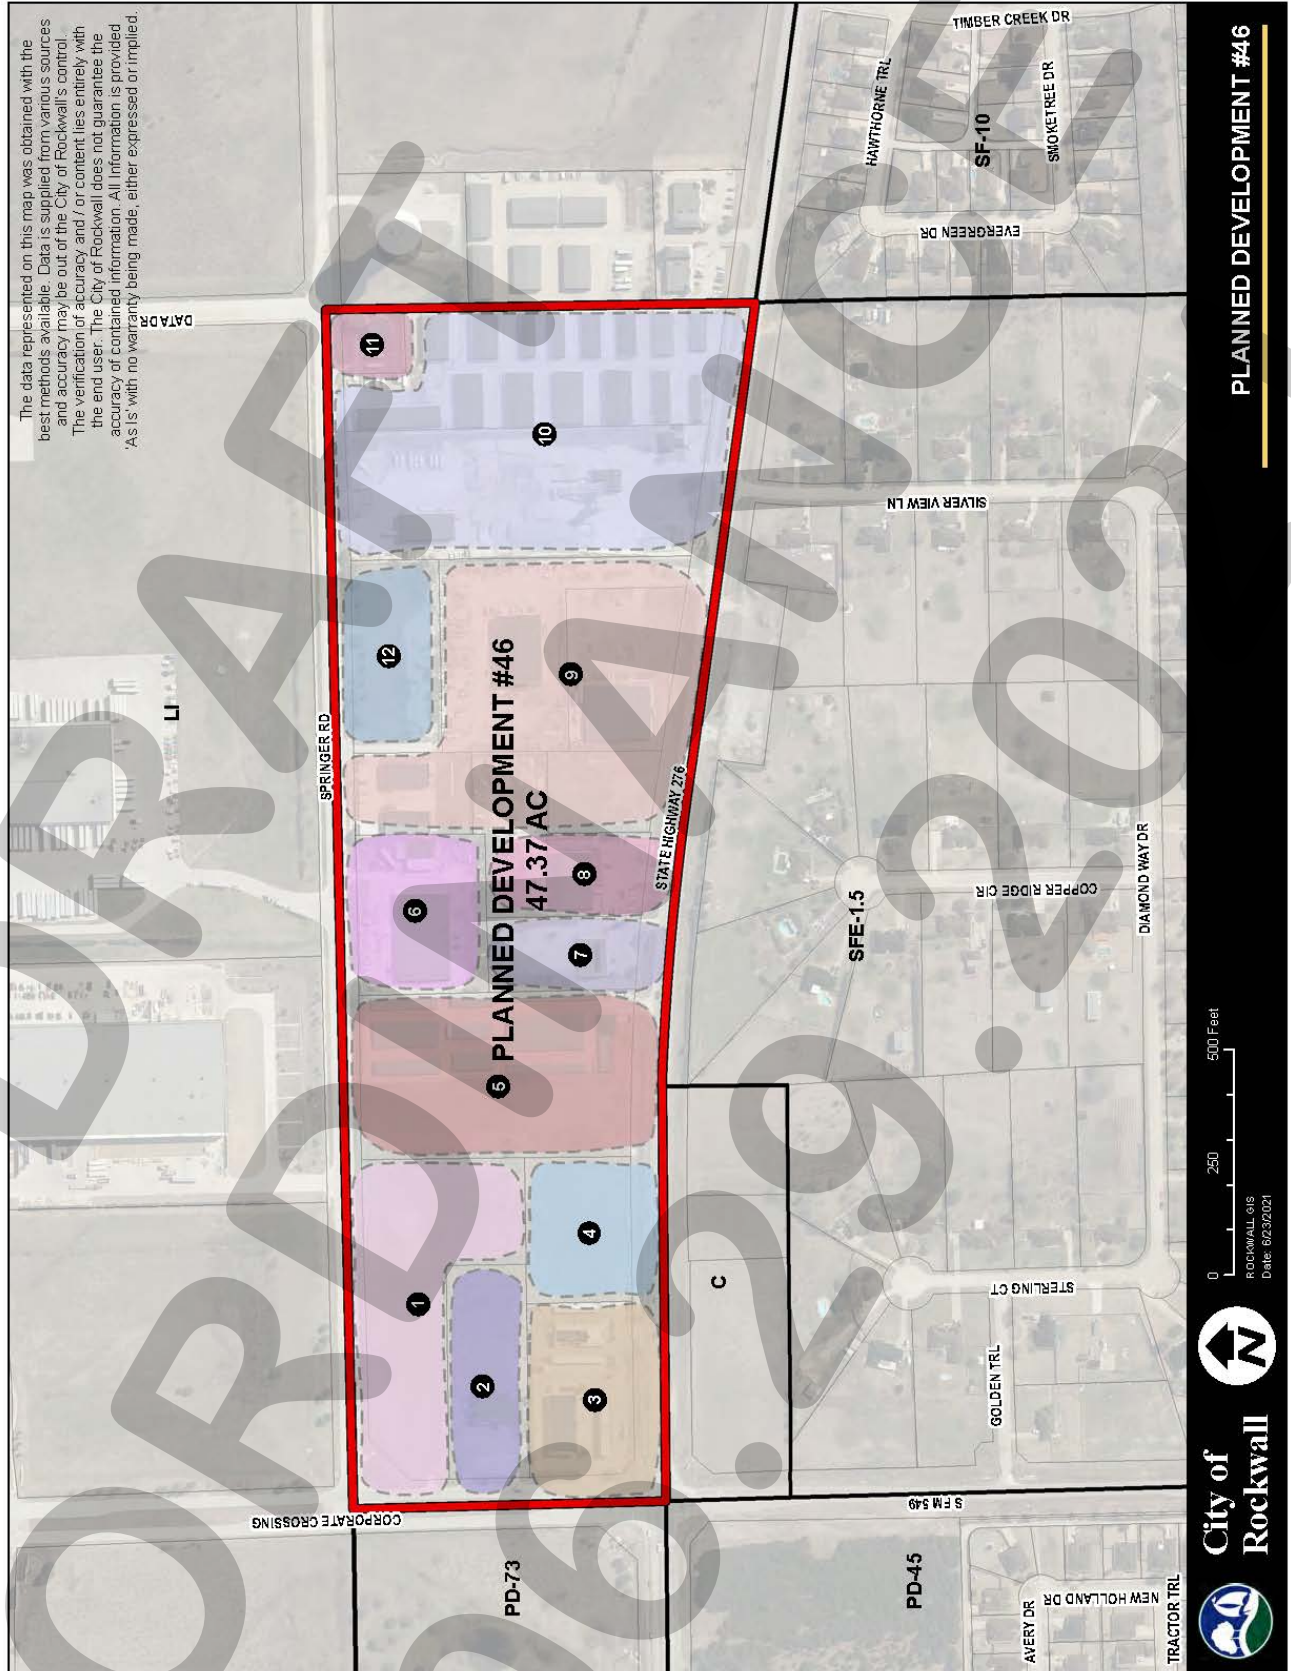 The data represented on this map was obtained with the
best methods available. Data is supplied from various sources
and accuracy may be out of the City of Rockwall's control.
The verification of accuracy and / or content lies entirely with
the end user. The City of Rockwall does not guarantee the
accuracy of contained information. All Information is provided
'As Is' with no warranty being made, either expressed or implied.
DATA DR
LI
SPRINGER RD
CORPORATE CROSSING
PLANNED DEVELOPMENT #46
47.37 AC
1
2
3
4
5
6
7
8
9
10
11
12
STATE HIGHWAY 276
PD-73
C
S FM 549
PD-45
AVERY DR
NEW HOLLAND DR
TRACTOR TRL
GOLDEN TRL
STERLING CT
SFE-1.5
COPPER RIDGE CIR
DIAMOND WAY DR
SILVER VIEW LN
EVERGREEN DR
HAWTHORNE TRL
SF-10
SMOKETREE DR
TIMBER CREEK DR
DRAFT
ORDINANCE
City of
Rockwall
N
0 250 500 Feet
ROCKWALL GIS
Date: 6/23/2021
PLANNED DEVELOPMENT #46